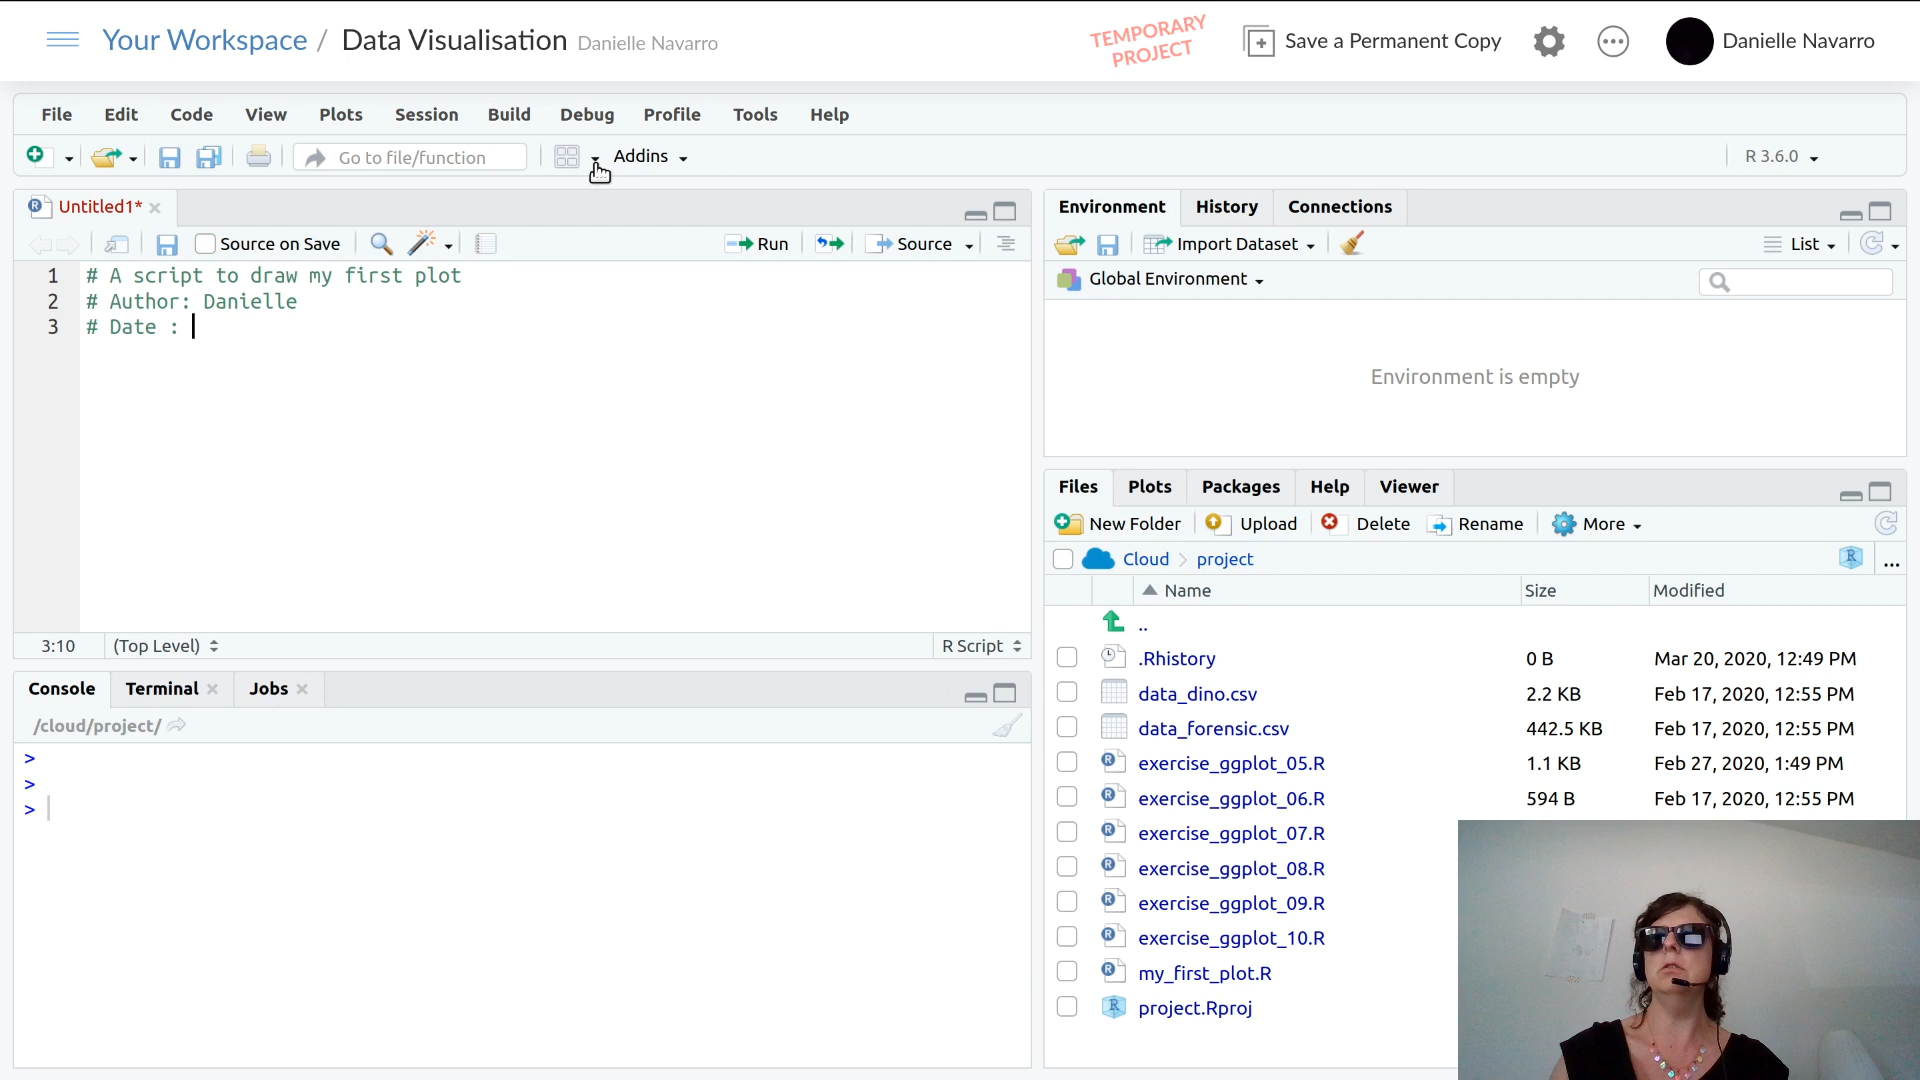 Your Workspace / Data Visualisation Danielle Navarro
TEMPORARY
PROJECT
Save a Permanent Copy
Danielle Navarro
File Edit Code View Plots Session Build Debug Profile Tools Help
Go to file/function
Addins
R 3.6.0
Untitled1*
Source on Save
Run
Source
1 # A script to draw my first plot
2 # Author: Danielle
3 # Date :
3:10 (Top Level) R Script
Console Terminal Jobs
/cloud/project/
>
>
>
Environment History Connections
Import Dataset
List
Global Environment
Environment is empty
Files Plots Packages Help Viewer
New Folder Upload Delete Rename More
Cloud project
...
Name Size Modified
..
.Rhistory 0 B Mar 20, 2020, 12:49 PM
data_dino.csv 2.2 KB Feb 17, 2020, 12:55 PM
data_forensic.csv 442.5 KB Feb 17, 2020, 12:55 PM
exercise_ggplot_05.R 1.1 KB Feb 27, 2020, 1:49 PM
exercise_ggplot_06.R 594 B Feb 17, 2020, 12:55 PM
exercise_ggplot_07.R
exercise_ggplot_08.R
exercise_ggplot_09.R
exercise_ggplot_10.R
my_first_plot.R
project.Rproj